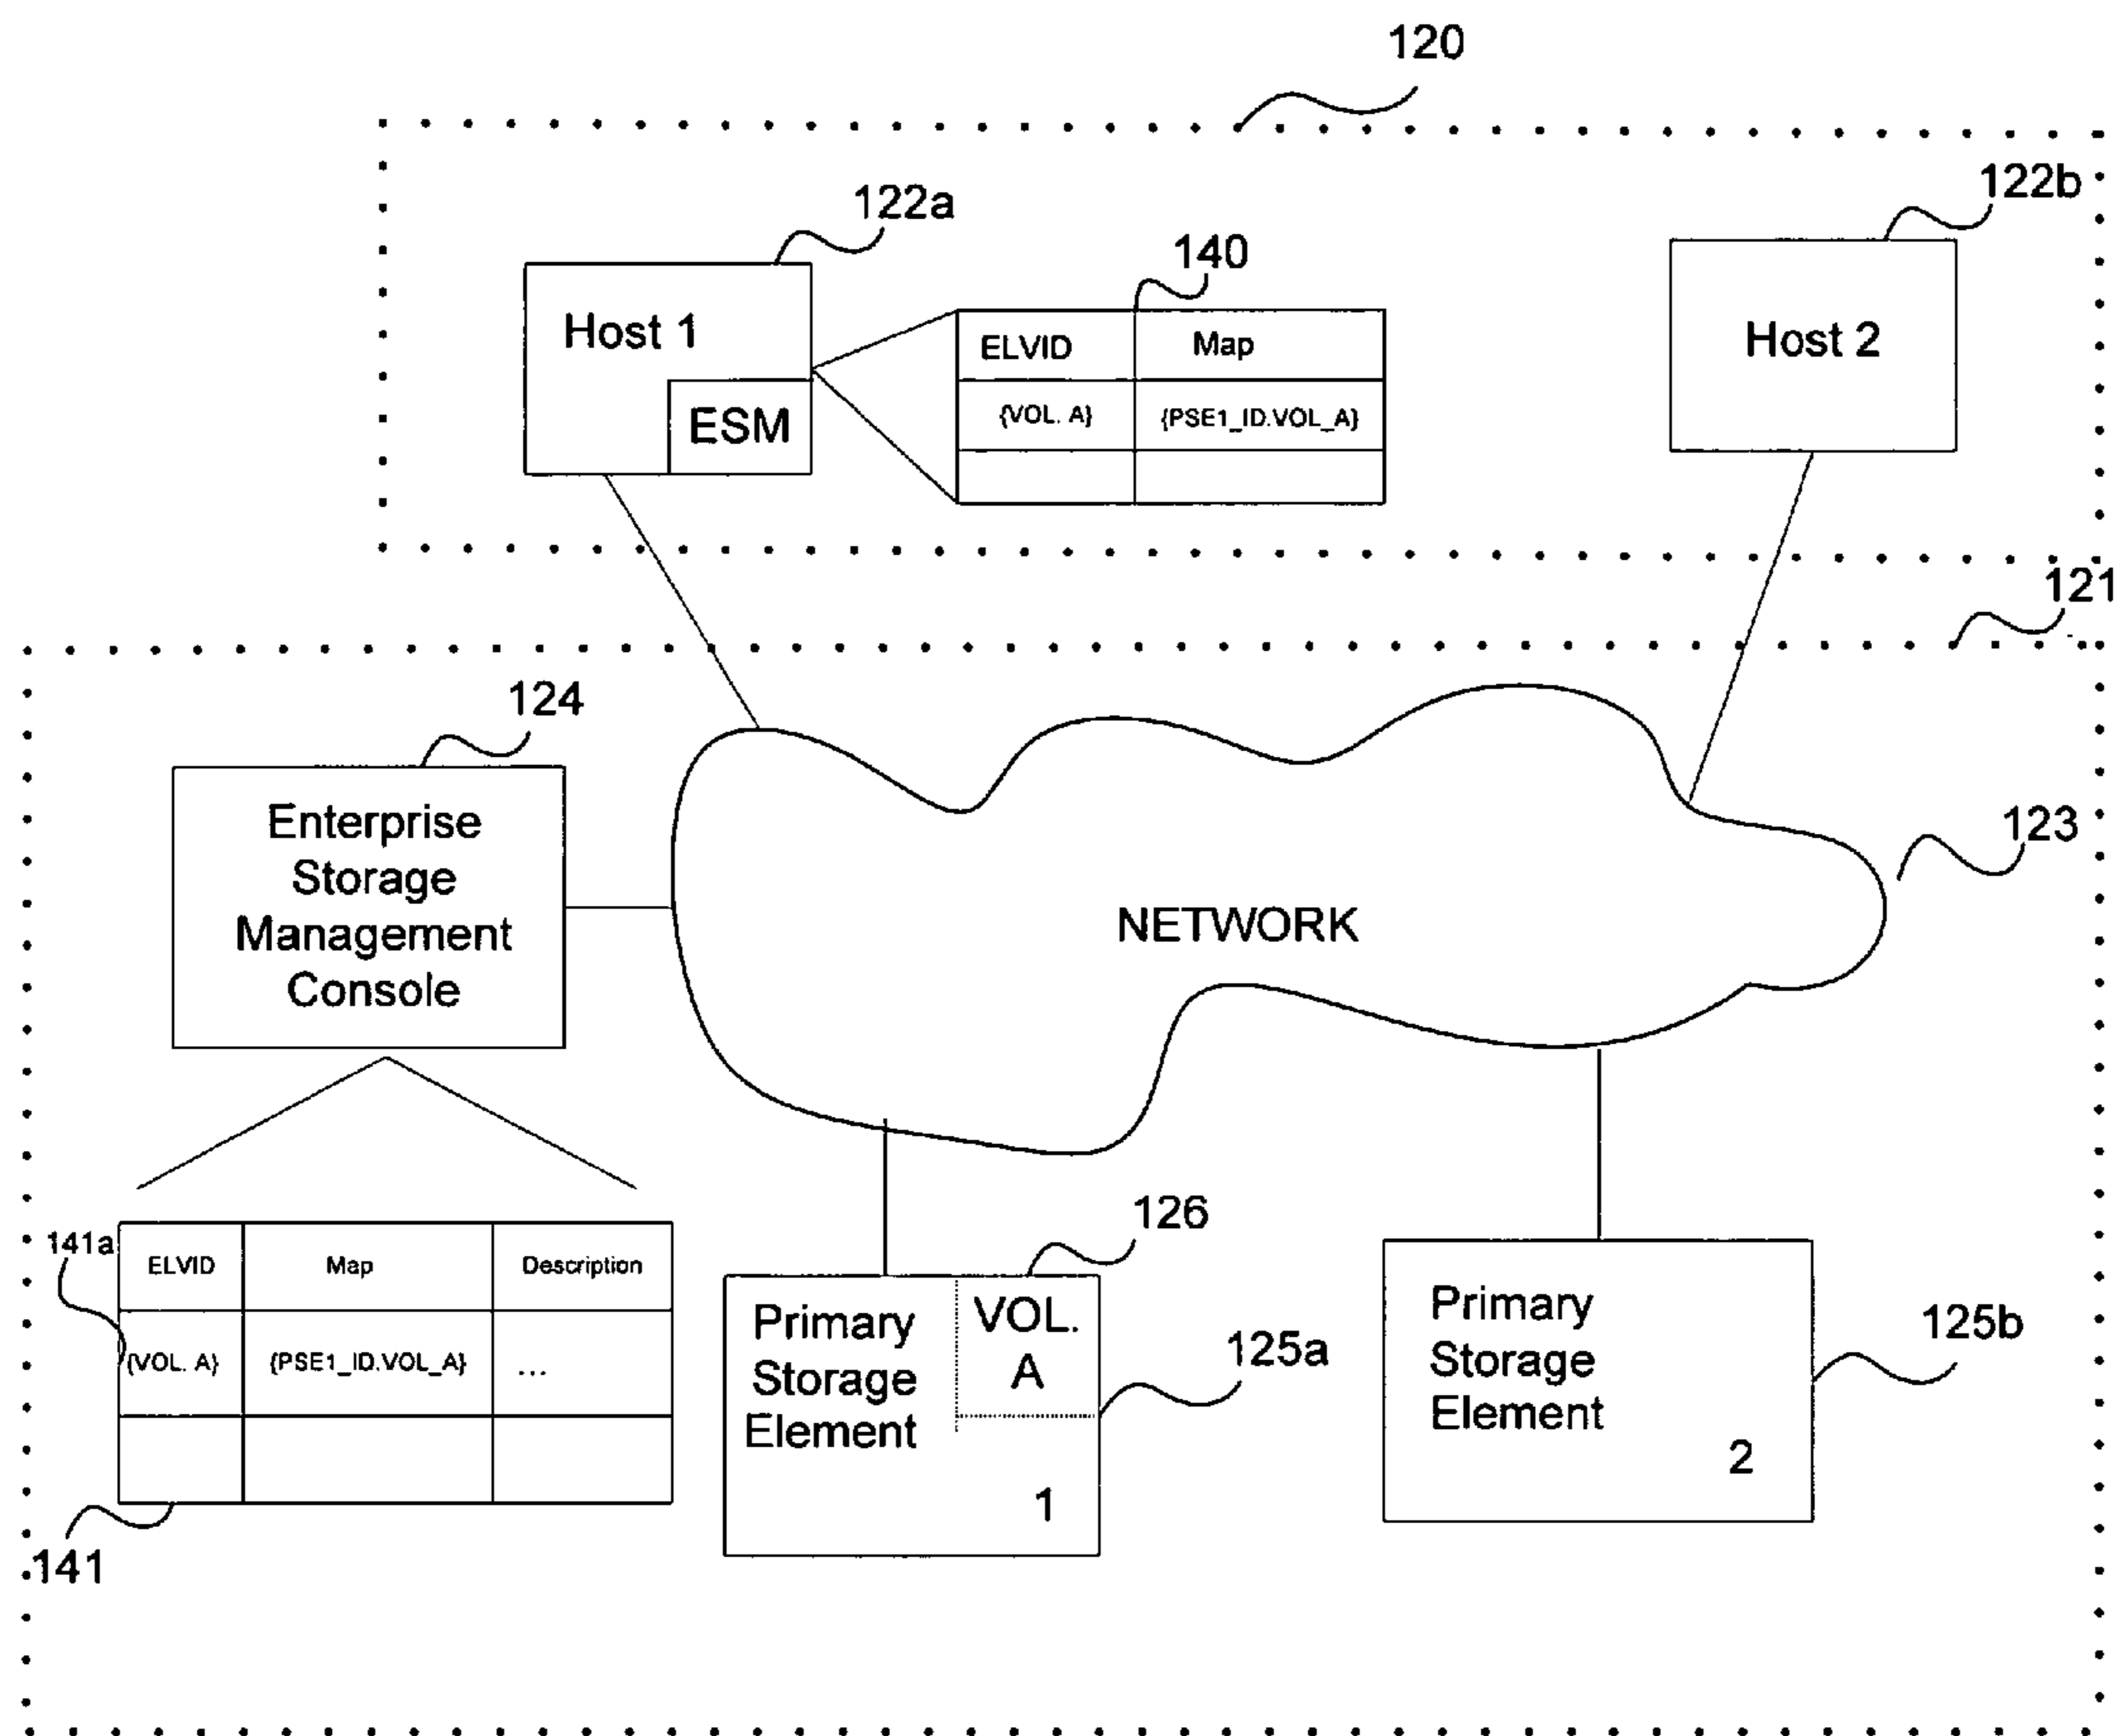 120
122a
122b
140
Host 1
ESM
ELVID Map
{VOL. A} {PSE1_ID.VOL_A}
Host 2
121
124
Enterprise
Storage
Management
Console
123
NETWORK
126
141a
ELVID Map Description
{VOL. A} {PSE1_ID.VOL_A} ...
141
Primary
Storage
Element
1
VOL.
A
125a
Primary
Storage
Element
2
125b